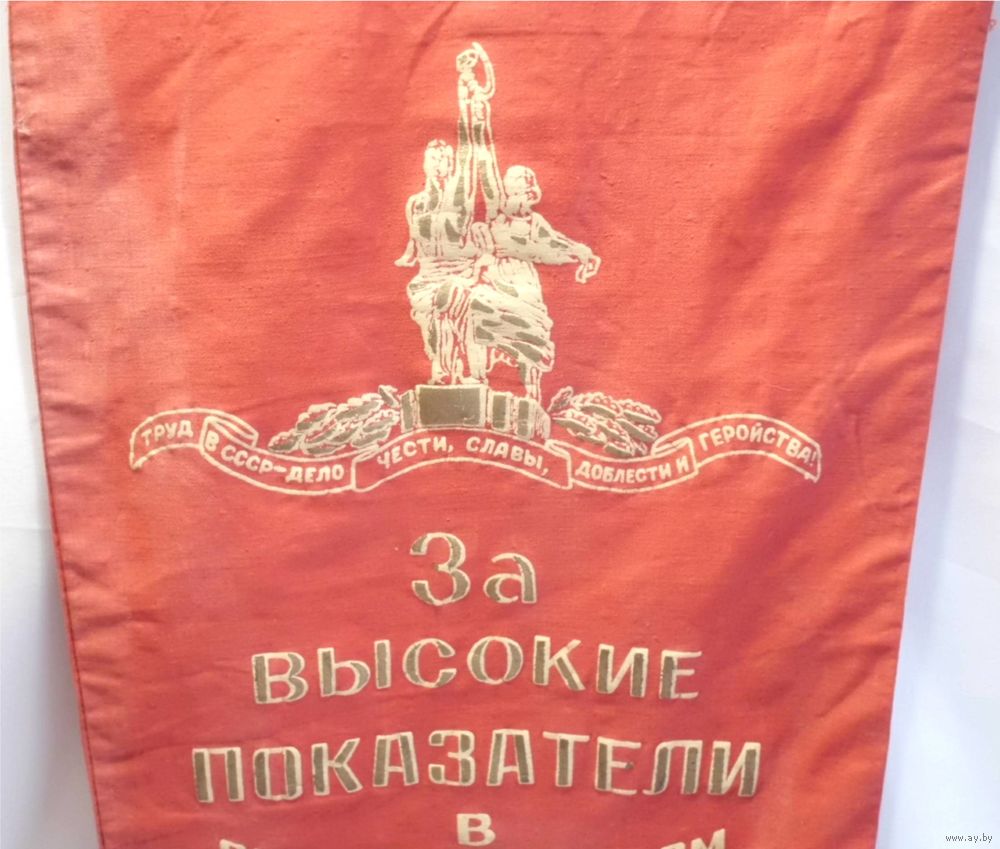 ТРУД В СССР-ДЕЛО ЧЕСТИ, СЛАВЫ, ДОБЛЕСТИ И ГЕРОЙСТВА!
За
ВЫСОКИЕ
ПОКАЗАТЕЛИ
В
www.ay.by